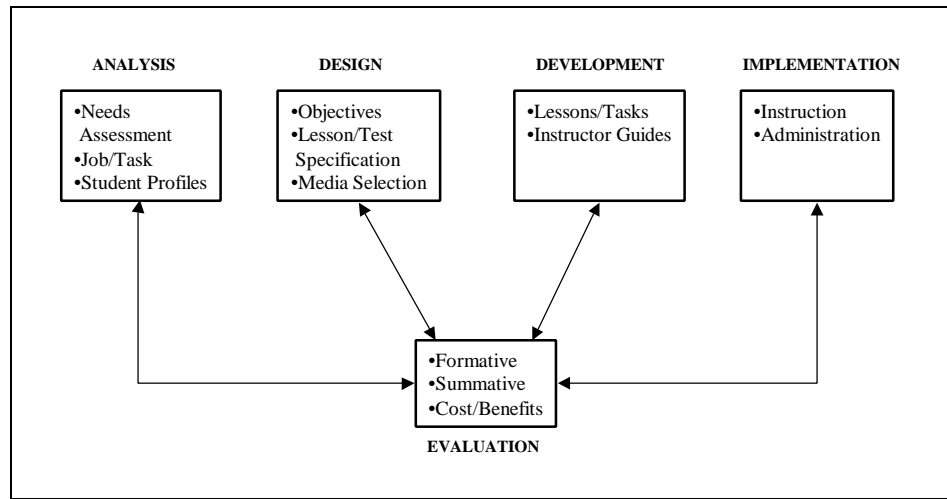 ANALYSIS
•Needs
Assessment
•Job/Task
•Student Profiles
DESIGN
•Objectives
•Lesson/Test
Specification
•Media Selection
DEVELOPMENT
•Lessons/Tasks
•Instructor Guides
IMPLEMENTATION
•Instruction
•Administration
•Formative
•Summative
•Cost/Benefits
EVALUATION